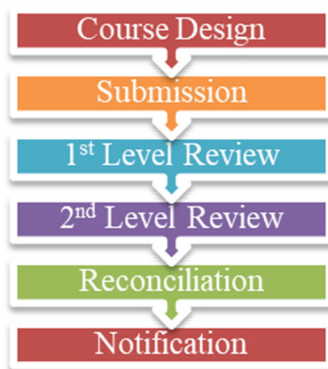 Course Design
Submission
1st Level Review
2nd Level Review
Reconciliation
Notification